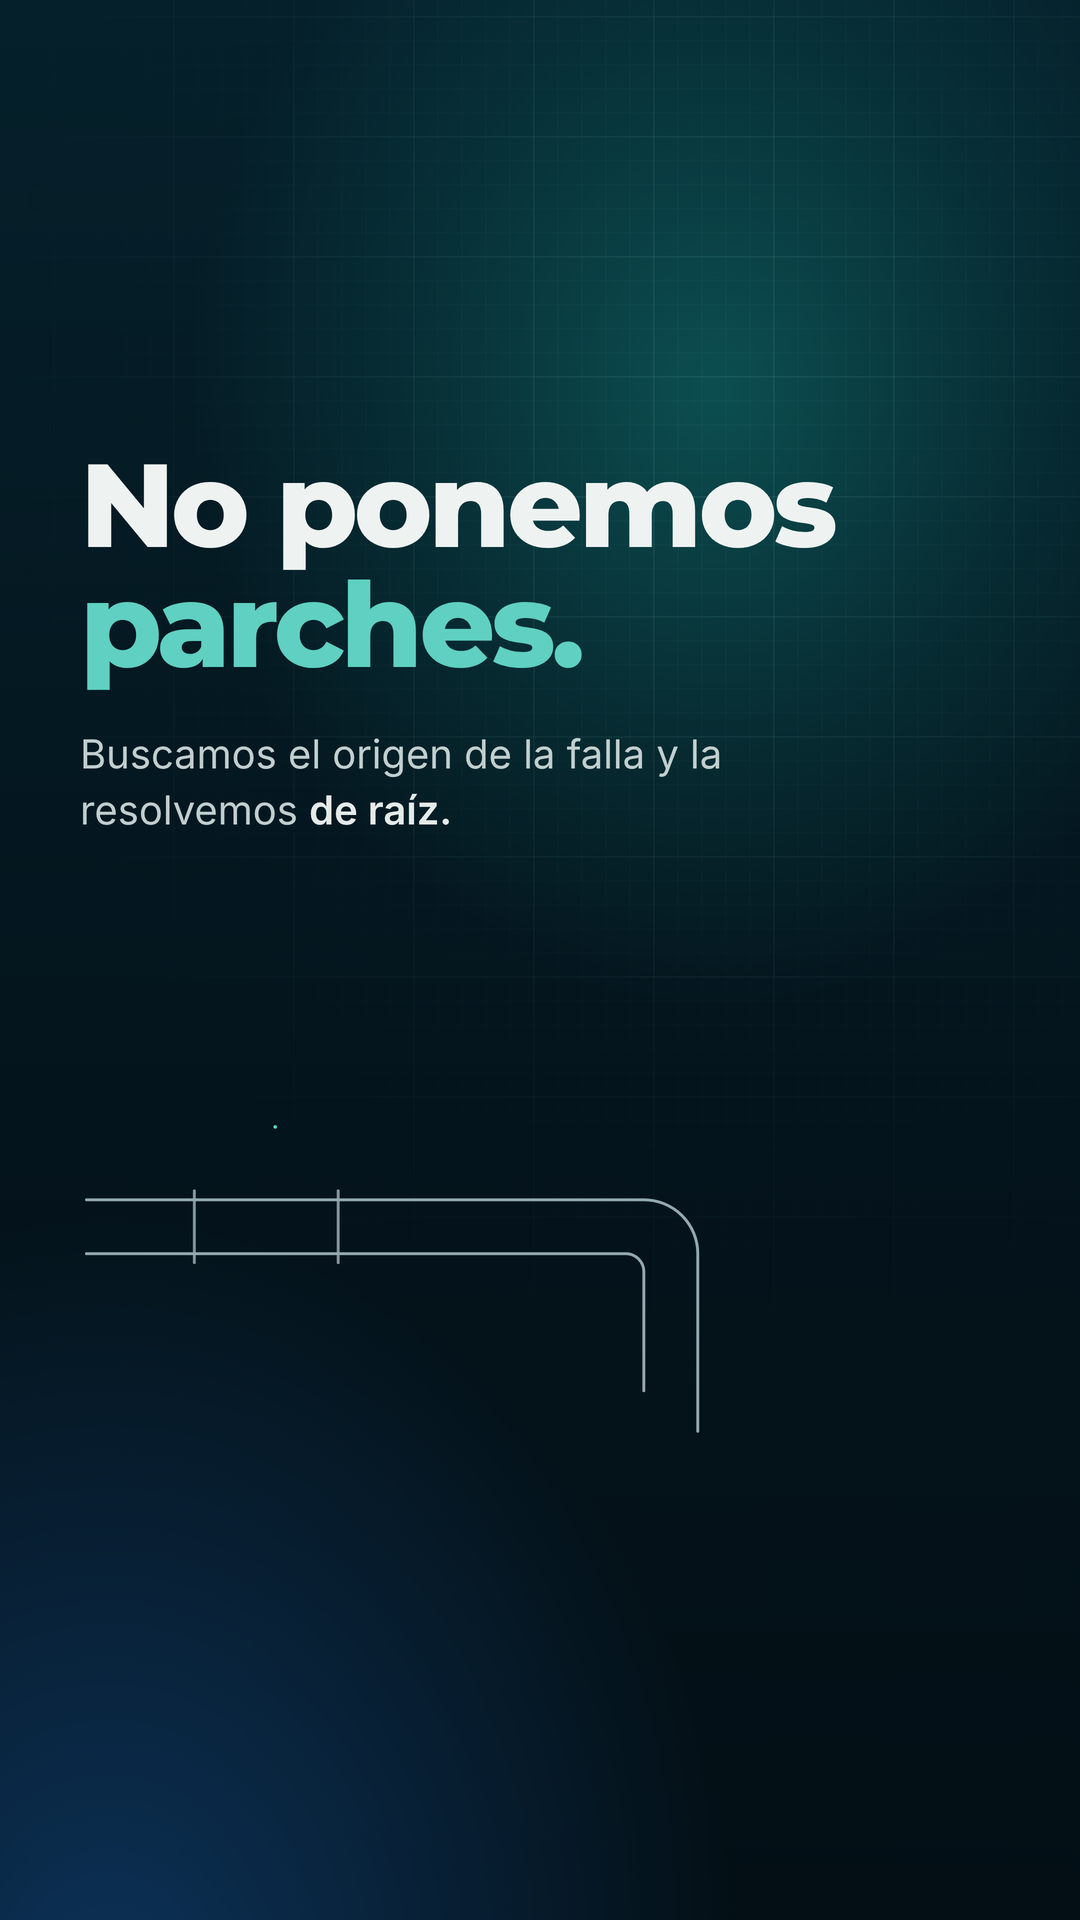 No ponemos
parches.
Buscamos el origen de la falla y la
resolvemos de raíz.